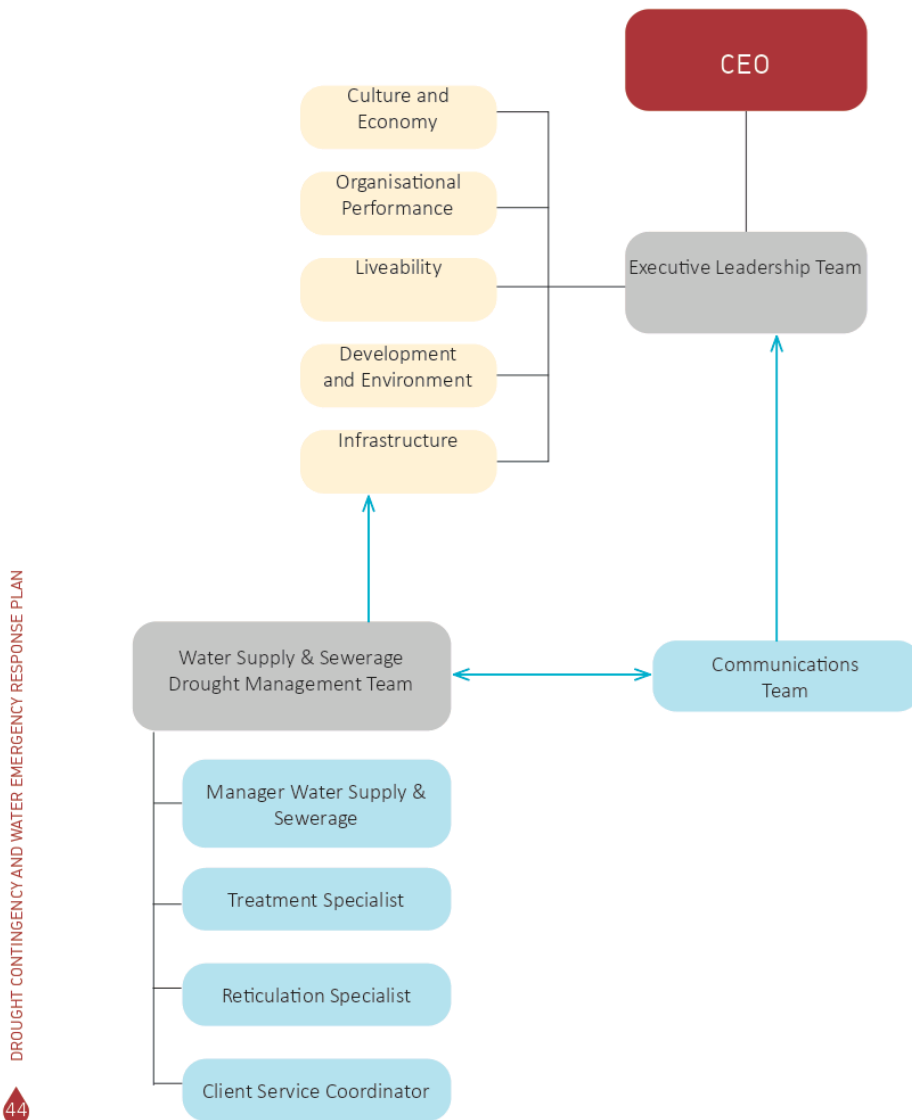 CEO
Culture and
Economy
Organisational
Performance
Liveability
Executive Leadership Team
Development
and Environment
Infrastructure
Water Supply & Sewerage
Drought Management Team
Communications
Team
Manager Water Supply &
Sewerage
Treatment Specialist
Reticulation Specialist
Client Service Coordinator
DROUGHT CONTINGENCY AND WATER EMERGENCY RESPONSE PLAN
44